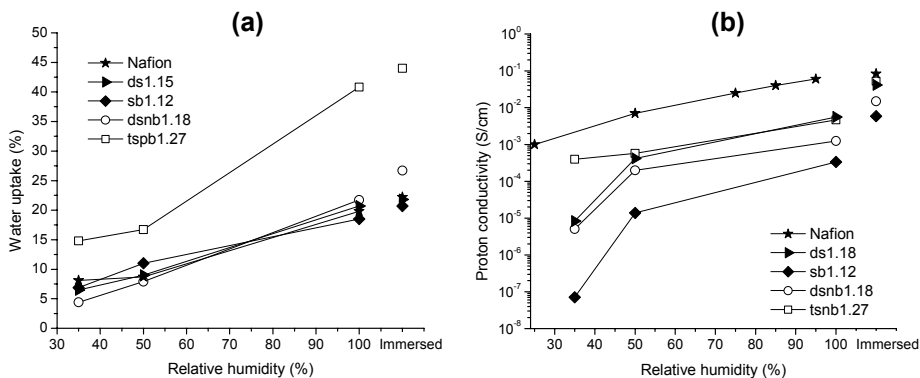 (a)
50
45
40
35
30
25
20
15
10
5
0
Water uptake (%)
Nafion
ds1.15
sb1.12
dsnb1.18
tspb1.27
30 40 50 60 70 80 90 100 Immersed
Relative humidity (%)
(b)
10^0
10^-1
10^-2
10^-3
10^-4
10^-5
10^-6
10^-7
10^-8
Proton conductivity (S/cm)
Nafion
ds1.18
sb1.12
dsnb1.18
tsnb1.27
30 40 50 60 70 80 90 100 Immersed
Relative humidity (%)